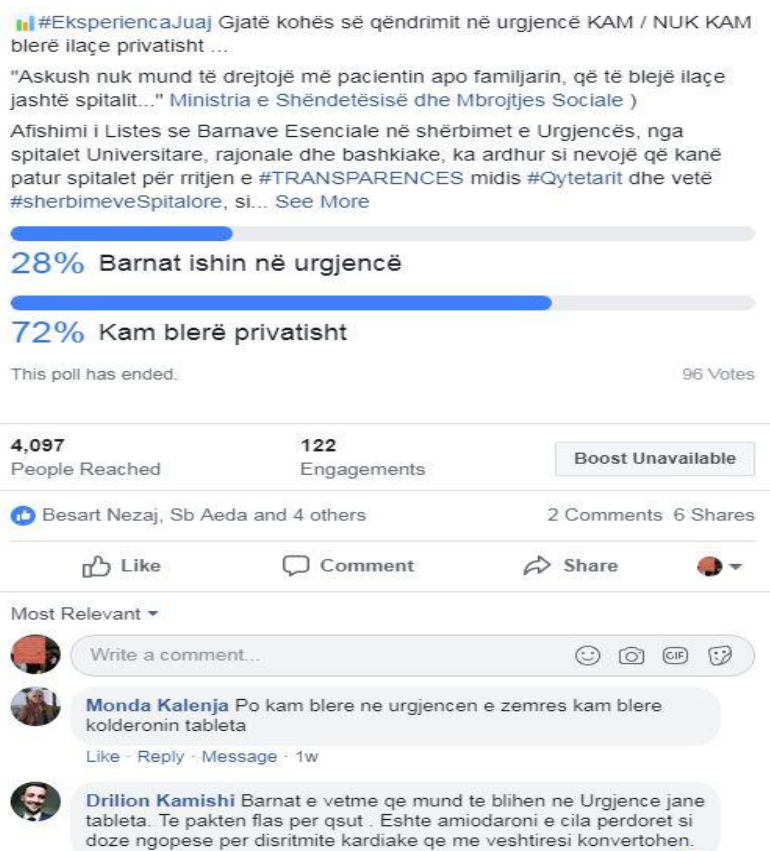 #EksperiencaJuaj Gjatë kohës së qëndrimit në urgjencë KAM / NUK KAM
blerë ilaçe privatisht ...
"Askush nuk mund të drejtojë më pacientin apo familjarin, që të blejë ilaçe
jashtë spitalit..." Ministria e Shëndetësisë dhe Mbrojtjes Sociale )
Afishimi i Listes se Barnave Esenciale në shërbimet e Urgjencës, nga
spitalet Universitare, rajonale dhe bashkiake, ka ardhur si nevojë që kanë
patur spitalet për rritjen e #TRANSPARENCES midis #Qytetarit dhe vetë
#sherbimeveSpitalore, si... See More
28% Barnat ishin në urgjencë
72% Kam blerë privatisht
This poll has ended. 96 Votes
4,097 122 Boost Unavailable
People Reached Engagements
Besart Nezaj, Sb Aeda and 4 others 2 Comments 6 Shares
Like Comment Share
Most Relevant
Write a comment... GIF
Monda Kalenja Po kam blere ne urgjencen e zemres kam blere
kolderonin tableta
Like · Reply · Message · 1w
Drilion Kamishi Barnat e vetme qe mund te blihen ne Urgjence jane
tableta. Te pakten flas per qsut . Eshte amiodaroni e cila perdoret si
doze ngopese per disritmite kardiake qe me veshtiresi konvertohen.